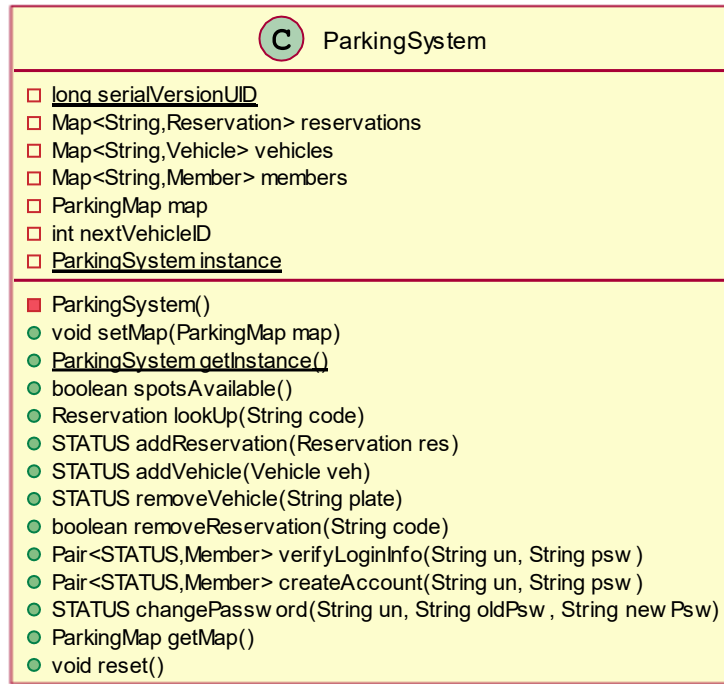 C ParkingSystem
long serialVersionUID
Map<String,Reservation> reservations
Map<String,Vehicle> vehicles
Map<String,Member> members
ParkingMap map
int nextVehicleID
ParkingSystem instance
ParkingSystem()
void setMap(ParkingMap map)
ParkingSystem getInstance()
boolean spotsAvailable()
Reservation lookUp(String code)
STATUS addReservation(Reservation res)
STATUS addVehicle(Vehicle veh)
STATUS removeVehicle(String plate)
boolean removeReservation(String code)
Pair<STATUS,Member> verifyLoginInfo(String un, String psw)
Pair<STATUS,Member> createAccount(String un, String psw)
STATUS changePassword(String un, String oldPsw, String newPsw)
ParkingMap getMap()
void reset()